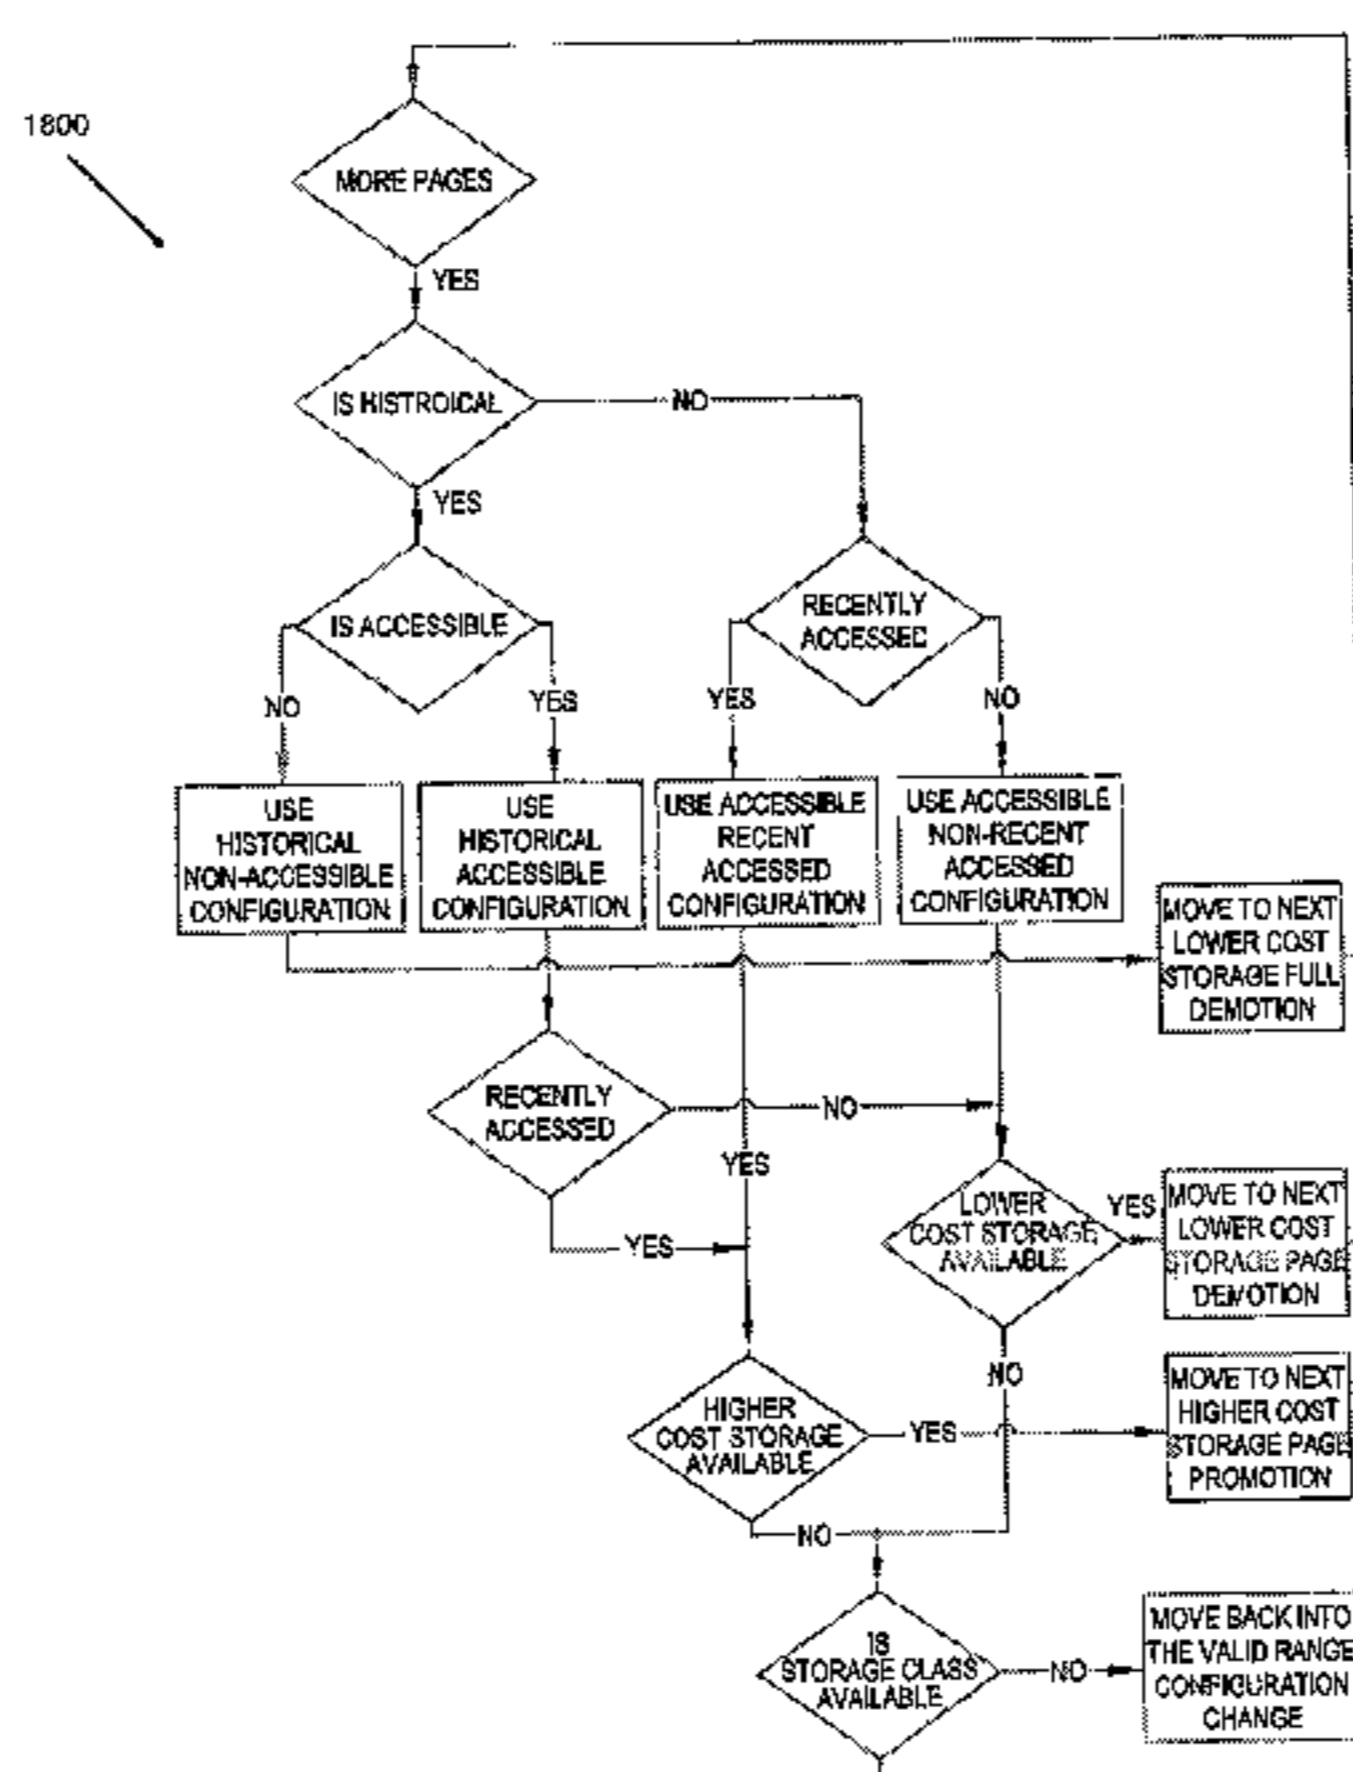 1800
MORE PAGES
YES
IS HISTROICAL
NO
YES
IS ACCESSIBLE
RECENTLY
ACCESSED
NO
YES
YES
NO
USE
HISTORICAL
NON-ACCESSIBLE
CONFIGURATION
USE
HISTORICAL
ACCESSIBLE
CONFIGURATION
USE ACCESSIBLE
RECENT
ACCESSED
CONFIGURATION
USE ACCESSIBLE
NON-RECENT
ACCESSED
CONFIGURATION
MOVE TO NEXT
LOWER COST
STORAGE FULL
DEMOTION
RECENTLY
ACCESSED
NO
YES
YES
LOWER
COST STORAGE
AVAILABLE
YES
MOVE TO NEXT
LOWER COST
STORAGE PAGE
DEMOTION
NO
HIGHER
COST STORAGE
AVAILABLE
YES
MOVE TO NEXT
HIGHER COST
STORAGE PAGE
PROMOTION
NO
IS
STORAGE CLASS
AVAILABLE
NO
MOVE BACK INTO
THE VALID RANGE
CONFIGURATION
CHANGE